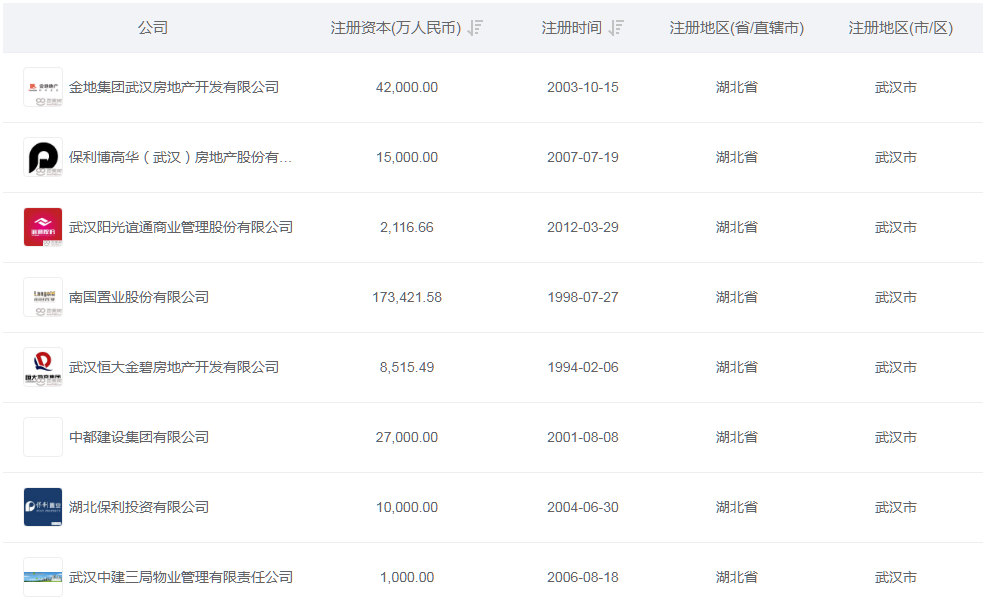 公司 注册资本(万人民币) 注册时间 注册地区(省/直辖市) 注册地区(市/区)
金地集团武汉房地产开发有限公司 42,000.00 2003-10-15 湖北省 武汉市
保利博高华（武汉）房地产股份有... 15,000.00 2007-07-19 湖北省 武汉市
武汉阳光谊通商业管理股份有限公司 2,116.66 2012-03-29 湖北省 武汉市
南国置业股份有限公司 173,421.58 1998-07-27 湖北省 武汉市
武汉恒大金碧房地产开发有限公司 8,515.49 1994-02-06 湖北省 武汉市
中都建设集团有限公司 27,000.00 2001-08-08 湖北省 武汉市
湖北保利投资有限公司 10,000.00 2004-06-30 湖北省 武汉市
武汉中建三局物业管理有限责任公司 1,000.00 2006-08-18 湖北省 武汉市